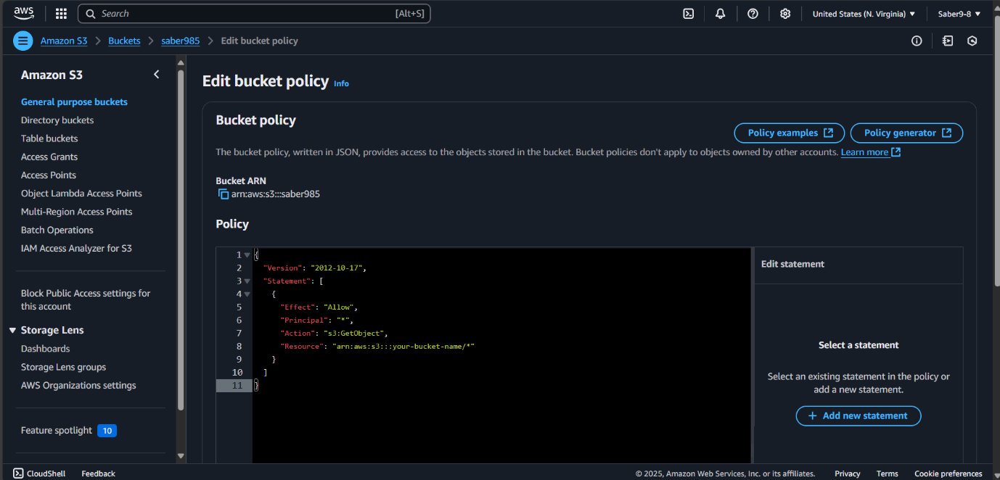 aws
Search [Alt+S]
United States (N. Virginia)
Saber9-8
Amazon S3 > Buckets > saber985 > Edit bucket policy
Amazon S3
General purpose buckets
Directory buckets
Table buckets
Access Grants
Access Points
Object Lambda Access Points
Multi-Region Access Points
Batch Operations
IAM Access Analyzer for S3
Block Public Access settings for
this account
Storage Lens
Dashboards
Storage Lens groups
AWS Organizations settings
Feature spotlight 10
Edit bucket policy Info
Bucket policy
Policy examples
Policy generator
The bucket policy, written in JSON, provides access to the objects stored in the bucket. Bucket policies don't apply to objects owned by other accounts. Learn more
Bucket ARN
arn:aws:s3:::saber985
Policy
1 {
2 "Version": "2012-10-17",
3 "Statement": [
4 {
5 "Effect": "Allow",
6 "Principal": "*",
7 "Action": "s3:GetObject",
8 "Resource": "arn:aws:s3:::your-bucket-name/*"
9 }
10 ]
11 }
Edit statement
Select a statement
Select an existing statement in the policy or
add a new statement.
+ Add new statement
CloudShell
Feedback
© 2025, Amazon Web Services, Inc. or its affiliates.
Privacy
Terms
Cookie preferences